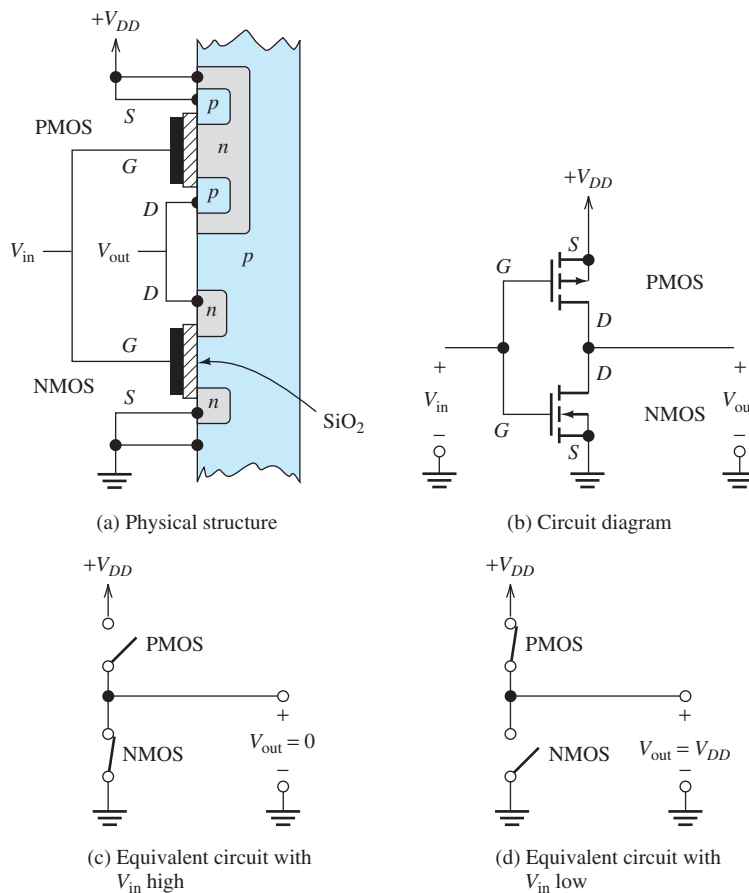 +V_DD
S
PMOS
G
D
V_in
V_out
D
G
NMOS
S
p
n
p
p
n
n
SiO₂
(a) Physical structure
+V_DD
S
G
PMOS
D
D
G
NMOS
S
+
V_in
−
+
V_out
−
(b) Circuit diagram
+V_DD
PMOS
NMOS
+
V_out = 0
−
(c) Equivalent circuit with
V_in high
+V_DD
PMOS
NMOS
+
V_out = V_DD
−
(d) Equivalent circuit with
V_in low